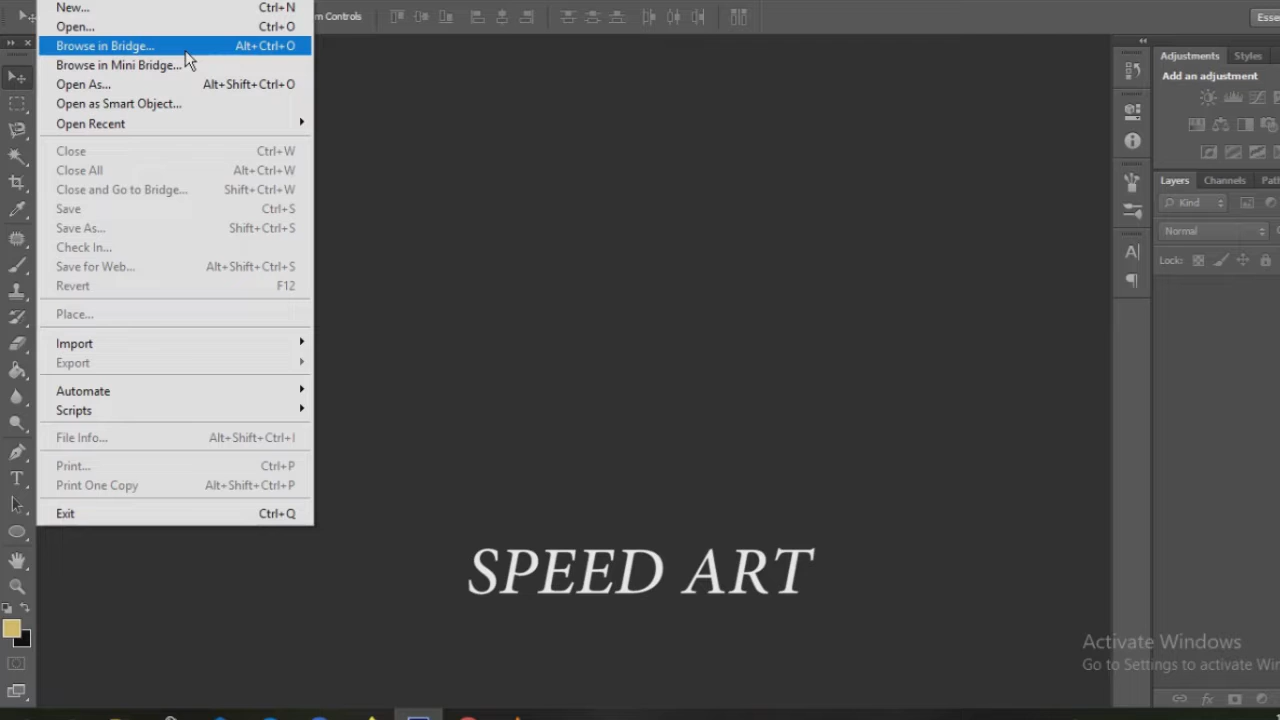 New... Ctrl+N
Open... Ctrl+O
Browse in Bridge... Alt+Ctrl+O
Browse in Mini Bridge...
Open As... Alt+Shift+Ctrl+O
Open as Smart Object...
Open Recent
Close Ctrl+W
Close All Alt+Ctrl+W
Close and Go to Bridge... Shift+Ctrl+W
Save Ctrl+S
Save As... Shift+Ctrl+S
Check In...
Save for Web... Alt+Shift+Ctrl+S
Revert F12
Place...
Import
Export
Automate
Scripts
File Info... Alt+Shift+Ctrl+I
Print... Ctrl+P
Print One Copy Alt+Shift+Ctrl+P
Exit Ctrl+Q
Controls
Adjustments Styles
Add an adjustment
Layers Channels
Kind
Normal
Lock:
SPEED ART
Activate Windows
Go to Settings to activate